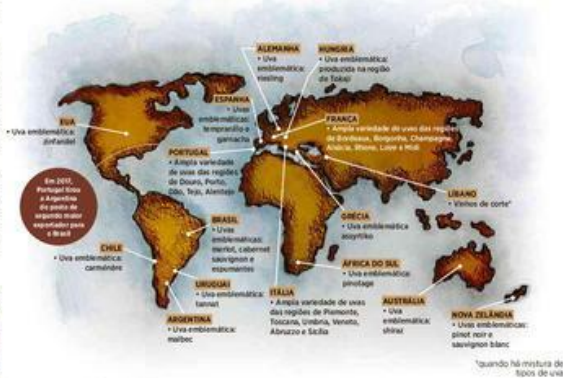 ALEMANHA
• Uva
emblemática:
riesling
HUNGRIA
• Uva emblemática:
produzida na região
de Tokaji
ESPANHA
• Uvas
emblemáticas:
tempranillo e
garnacha
FRANÇA
• Ampla variedade de uvas das regiões
de Bordeaux, Borgonha, Champagne,
Alsácia, Rhone, Loire e Midi
EUA
• Uva emblemática:
zinfandel
PORTUGAL
• Ampla variedade
de uvas das regiões
de Douro, Porto,
Dão, Tejo, Alentejo
Em 2017,
Portugal tirou
a Argentina
do posto de
segundo maior
exportador para
o Brasil
LÍBANO
• Vinhos de corte*
GRÉCIA
• Uva emblemática
assyrtiko
BRASIL
• Uvas
emblemáticas:
merlot, cabernet
sauvignon e
espumantes
CHILE
• Uva emblemática:
carménère
ÁFRICA DO SUL
• Uva emblemática:
pinotage
URUGUAI
• Uva emblemática:
tannat
ITÁLIA
• Ampla variedade de uvas
das regiões de Piemonte,
Toscana, Umbria, Veneto,
Abruzzo e Sicília
AUSTRÁLIA
• Uva
emblemática:
shiraz
ARGENTINA
• Uva emblemática:
malbec
NOVA ZELÂNDIA
• Uvas emblemáticas:
pinot noir e
sauvignon blanc
*quando há mistura de
tipos de uva